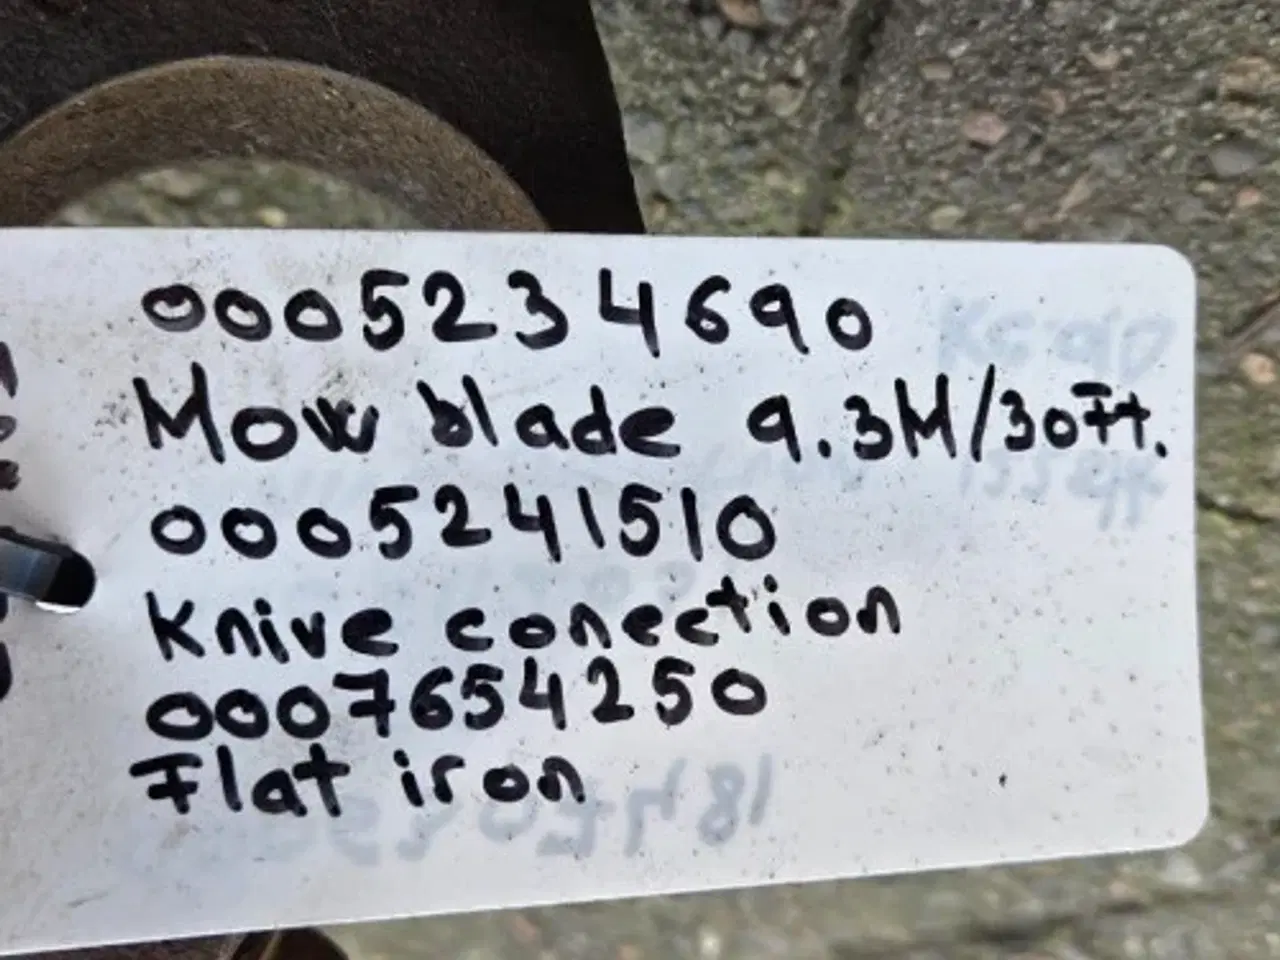 0005234690
Mow blade 9.3M/30Ft.
0005241510
Knive conection
0007654250
Flat iron